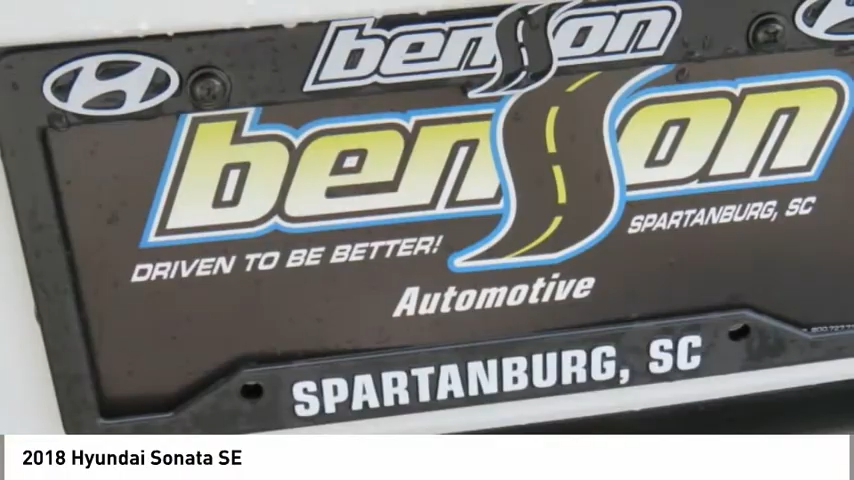 benson
benson
DRIVEN TO BE BETTER!
SPARTANBURG, SC
Automotive
SPARTANBURG, SC
2018 Hyundai Sonata SE